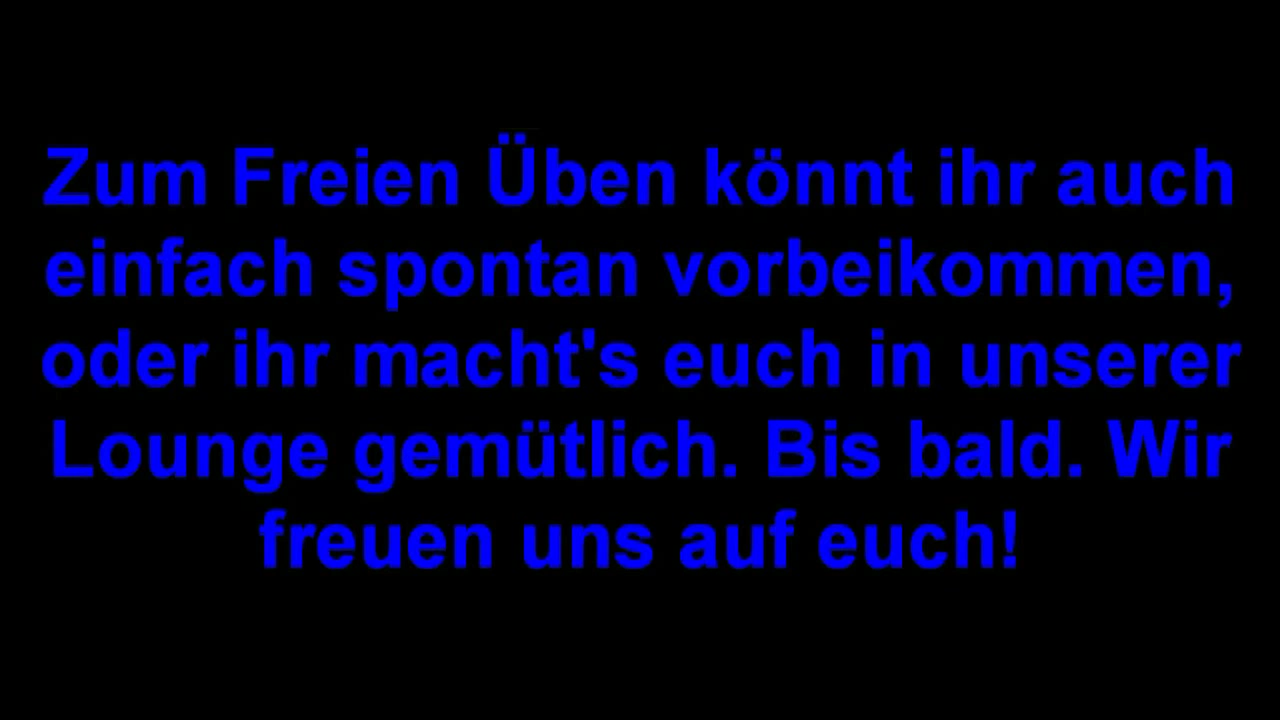 Zum Freien Üben könnt ihr auch
einfach spontan vorbeikommen,
oder ihr macht's euch in unserer
Lounge gemütlich. Bis bald. Wir
freuen uns auf euch!